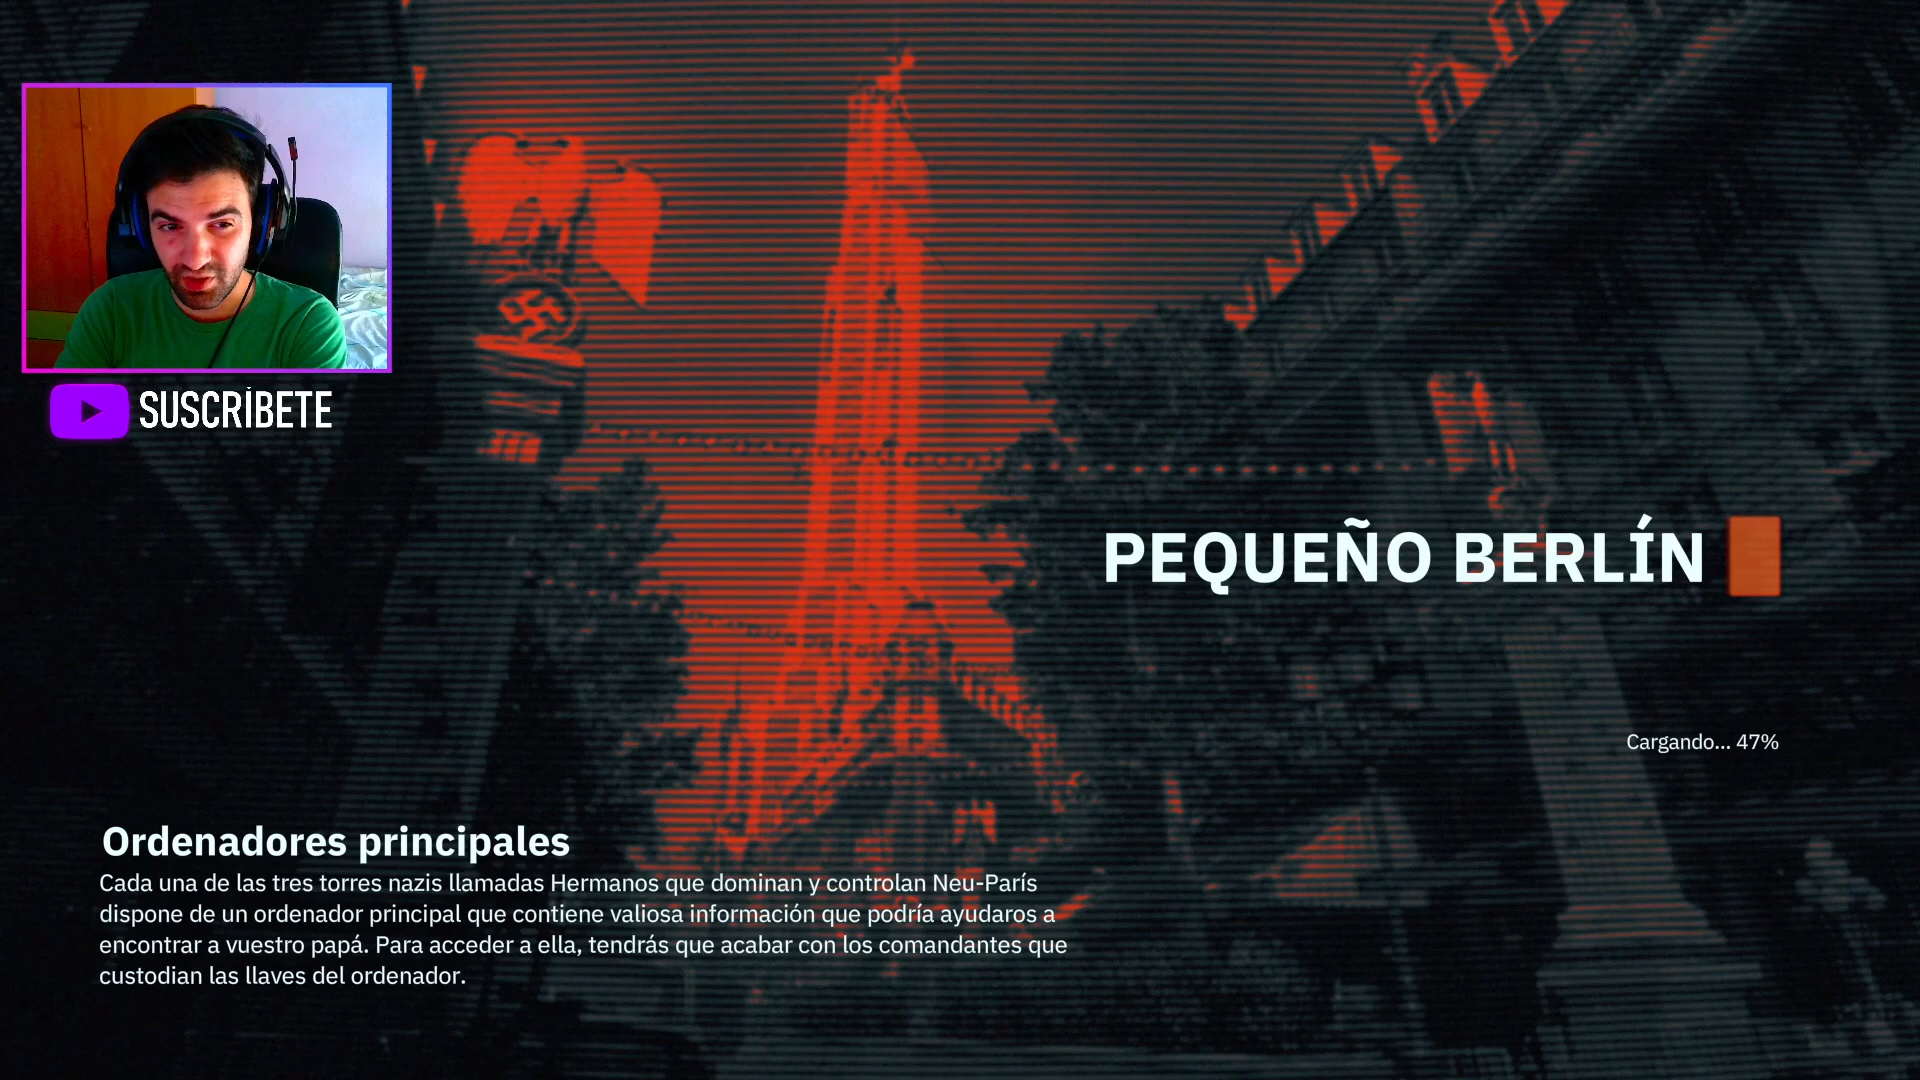 SUSCRÍBETE
PEQUEÑO BERLÍN
Cargando... 47%
Ordenadores principales
Cada una de las tres torres nazis llamadas Hermanos que dominan y controlan Neu-París
dispone de un ordenador principal que contiene valiosa información que podría ayudaros a
encontrar a vuestro papá. Para acceder a ella, tendrás que acabar con los comandantes que
custodian las llaves del ordenador.